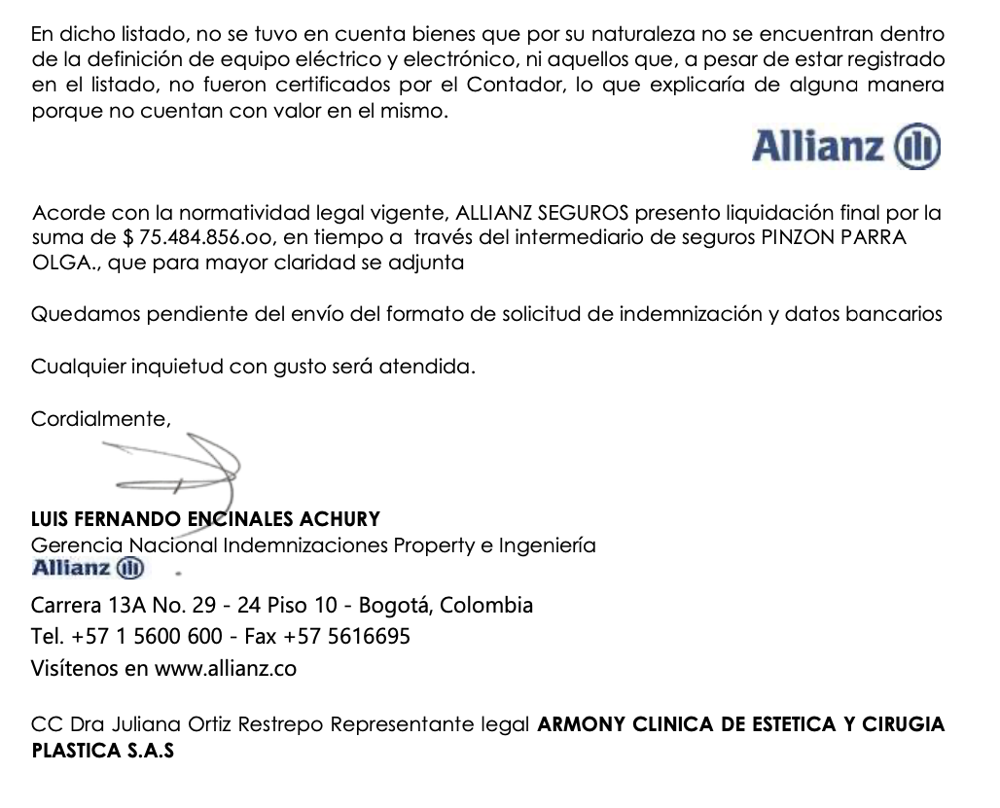 En dicho listado, no se tuvo en cuenta bienes que por su naturaleza no se encuentran dentro
de la definición de equipo eléctrico y electrónico, ni aquellos que, a pesar de estar registrado
en el listado, no fueron certificados por el Contador, lo que explicaría de alguna manera
porque no cuentan con valor en el mismo.
Allianz
Acorde con la normatividad legal vigente, ALLIANZ SEGUROS presento liquidación final por la
suma de $ 75.484.856.oo, en tiempo a  través del intermediario de seguros PINZON PARRA
OLGA., que para mayor claridad se adjunta
Quedamos pendiente del envío del formato de solicitud de indemnización y datos bancarios
Cualquier inquietud con gusto será atendida.
Cordialmente,
LUIS FERNANDO ENCINALES ACHURY
Gerencia Nacional Indemnizaciones Property e Ingeniería
Allianz
Carrera 13A No. 29 - 24 Piso 10 - Bogotá, Colombia
Tel. +57 1 5600 600 - Fax +57 5616695
Visítenos en www.allianz.co
CC Dra Juliana Ortiz Restrepo Representante legal ARMONY CLINICA DE ESTETICA Y CIRUGIA
PLASTICA S.A.S